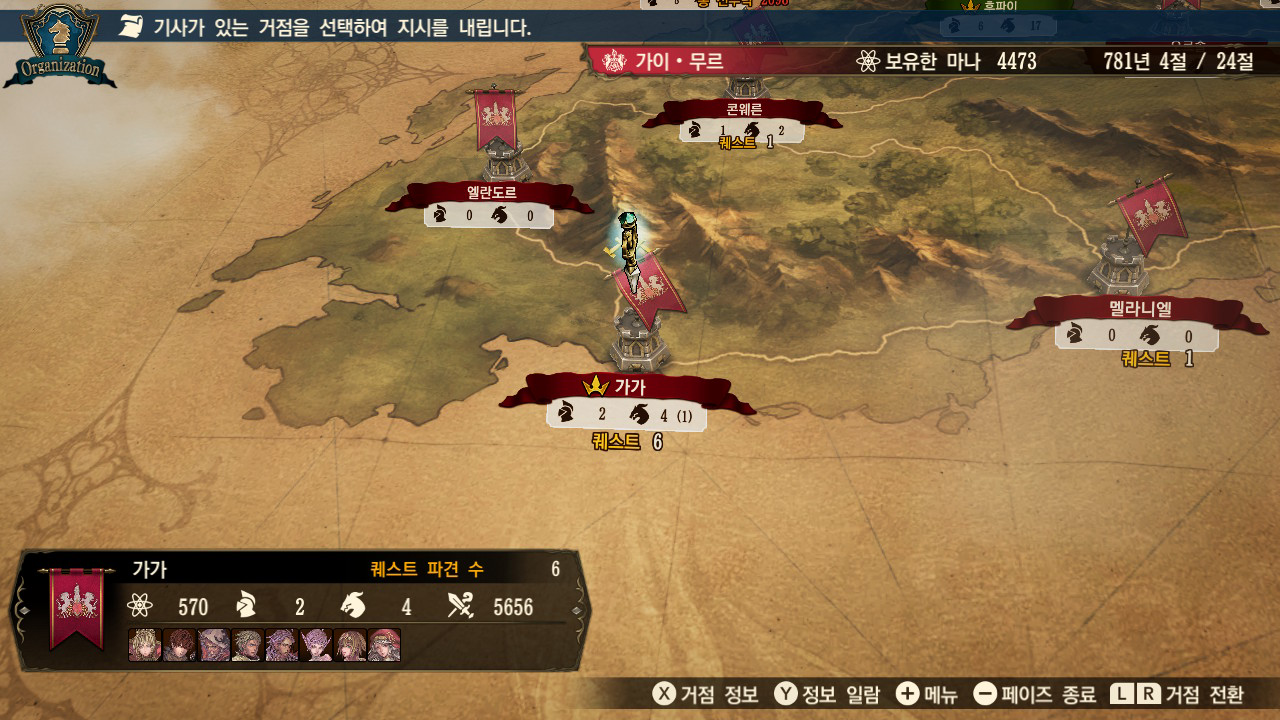 기사가 있는 거점을 선택하여 지시를 내립니다.
Organization
후파이
6 17
가이・무르
보유한 마나 4473
781년 4절 / 24절
콘웨른
1 2
퀘스트 1
엘란도르
0 0
멜라니엘
0 0
퀘스트 1
가가
2 4 (1)
퀘스트 6
가가
퀘스트 파견 수 6
570 2 4 5656
X 거점 정보 Y 정보 일람 + 메뉴 - 페이즈 종료 L R 거점 전환